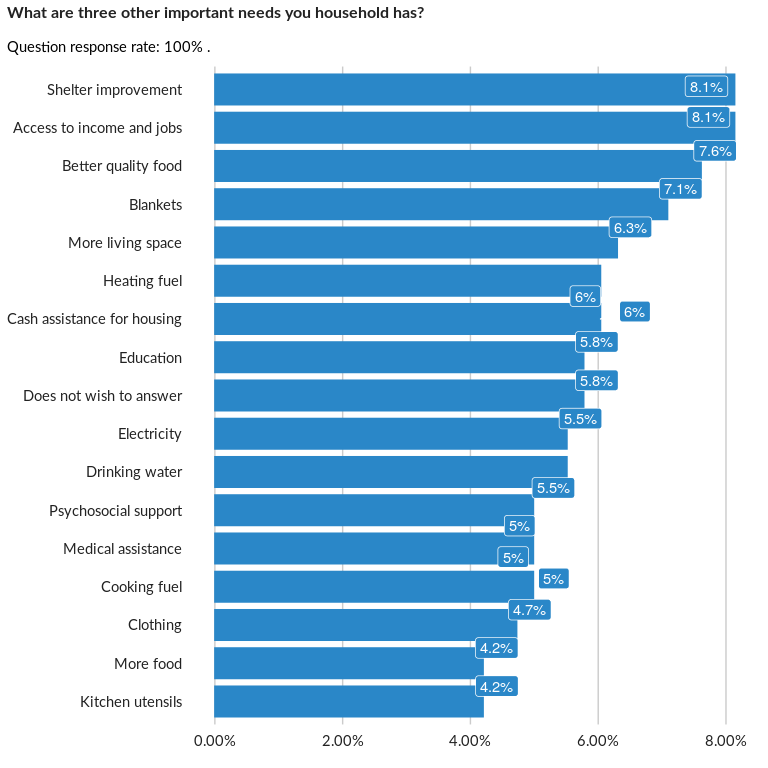 What are three other important needs you household has?
Question response rate: 100% .
Shelter improvement
8.1%
Access to income and jobs
8.1%
Better quality food
7.6%
Blankets
7.1%
More living space
6.3%
Heating fuel
6%
Cash assistance for housing
6%
Education
5.8%
Does not wish to answer
5.8%
Electricity
5.5%
Drinking water
5.5%
Psychosocial support
5%
Medical assistance
5%
Cooking fuel
5%
Clothing
4.7%
More food
4.2%
Kitchen utensils
4.2%
0.00% 2.00% 4.00% 6.00% 8.00%